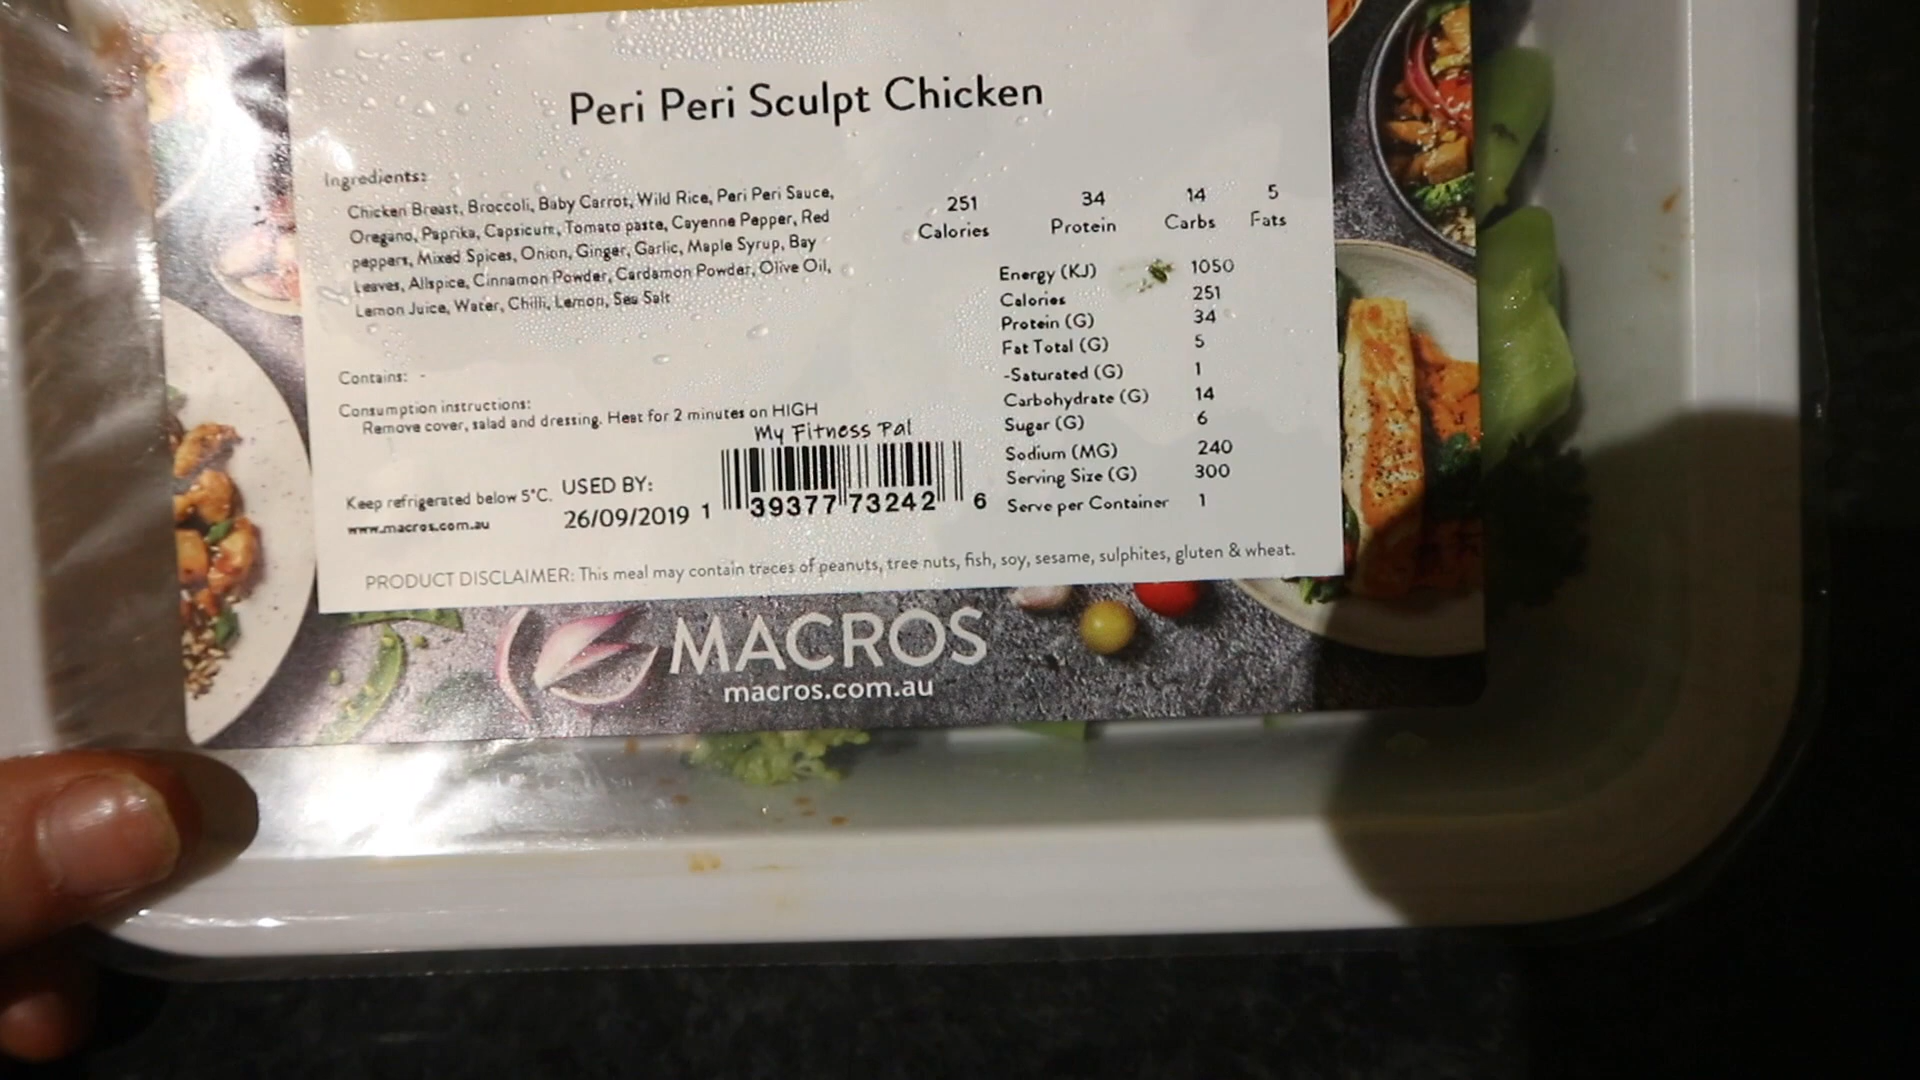 Peri Peri Sculpt Chicken
Ingredients:
Chicken Breast, Broccoli, Baby Carrot, Wild Rice, Peri Peri Sauce,
Oregano, Paprika, Capsicum, Tomato paste, Cayenne Pepper, Red
peppers, Mixed Spices, Onion, Ginger, Garlic, Maple Syrup, Bay
Leaves, Allspice, Cinnamon Powder, Cardamon Powder, Olive Oil,
Lemon Juice, Water, Chilli, Lemon, Sea Salt
Contains: -
Consumption instructions:
Remove cover, salad and dressing. Heat for 2 minutes on HIGH
My Fitness Pal
Keep refrigerated below 5°C.
www.macros.com.au
USED BY:
26/09/2019
1 39377 73242 6
251 34 14 5
Calories Protein Carbs Fats
Energy (KJ) 1050
Calories 251
Protein (G) 34
Fat Total (G) 5
-Saturated (G) 1
Carbohydrate (G) 14
Sugar (G) 6
Sodium (MG) 240
Serving Size (G) 300
Serve per Container 1
PRODUCT DISCLAIMER: This meal may contain traces of peanuts, tree nuts, fish, soy, sesame, sulphites, gluten & wheat.
MACROS
macros.com.au